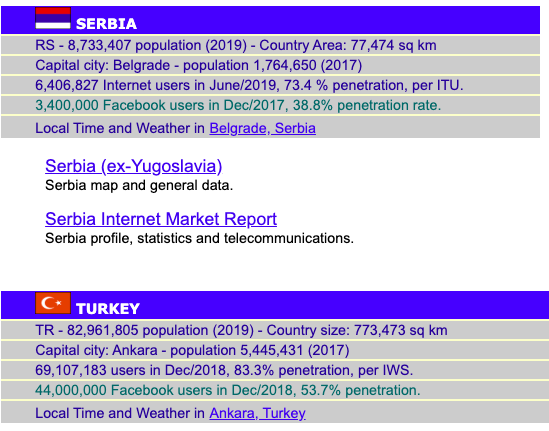 SERBIA
RS - 8,733,407 population (2019) - Country Area: 77,474 sq km
Capital city: Belgrade - population 1,764,650 (2017)
6,406,827 Internet users in June/2019, 73.4 % penetration, per ITU.
3,400,000 Facebook users in Dec/2017, 38.8% penetration rate.
Local Time and Weather in Belgrade, Serbia
Serbia (ex-Yugoslavia)
Serbia map and general data.
Serbia Internet Market Report
Serbia profile, statistics and telecommunications.
TURKEY
TR - 82,961,805 population (2019) - Country size: 773,473 sq km
Capital city: Ankara - population 5,445,431 (2017)
69,107,183 users in Dec/2018, 83.3% penetration, per IWS.
44,000,000 Facebook users in Dec/2018, 53.7% penetration.
Local Time and Weather in Ankara, Turkey